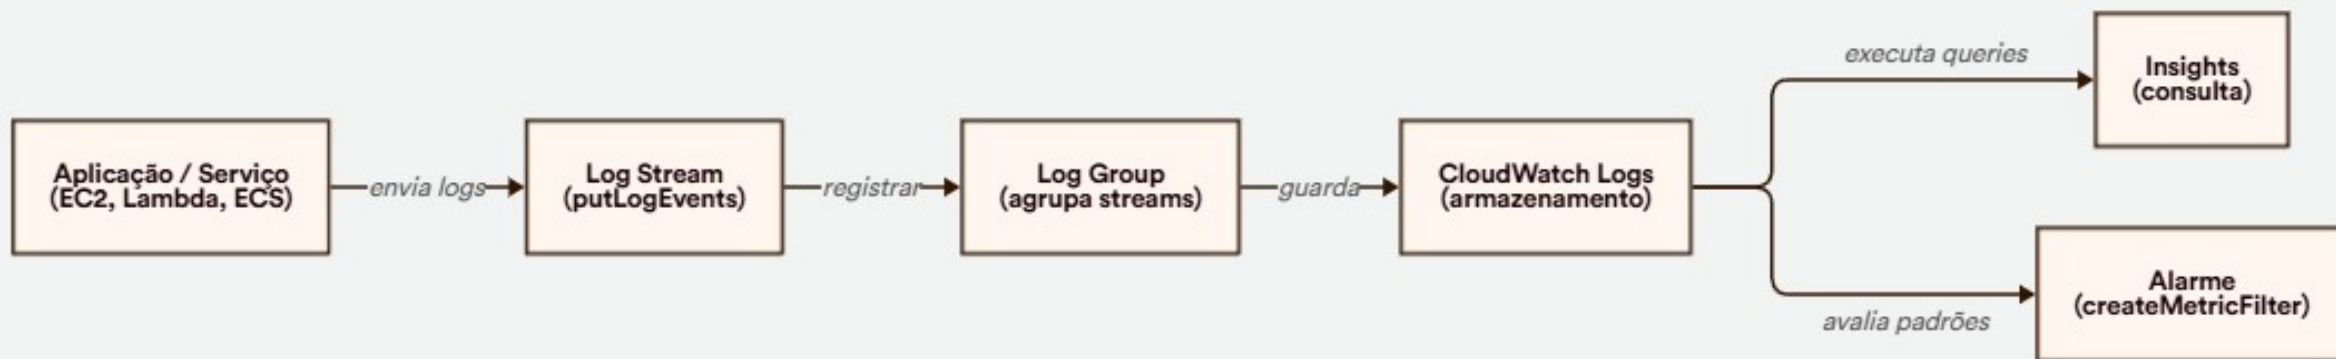 Aplicação / Serviço
(EC2, Lambda, ECS)
envia logs
Log Stream
(putLogEvents)
registrar
Log Group
(agrupa streams)
guarda
CloudWatch Logs
(armazenamento)
executa queries
Insights
(consulta)
avalia padrões
Alarme
(createMetricFilter)